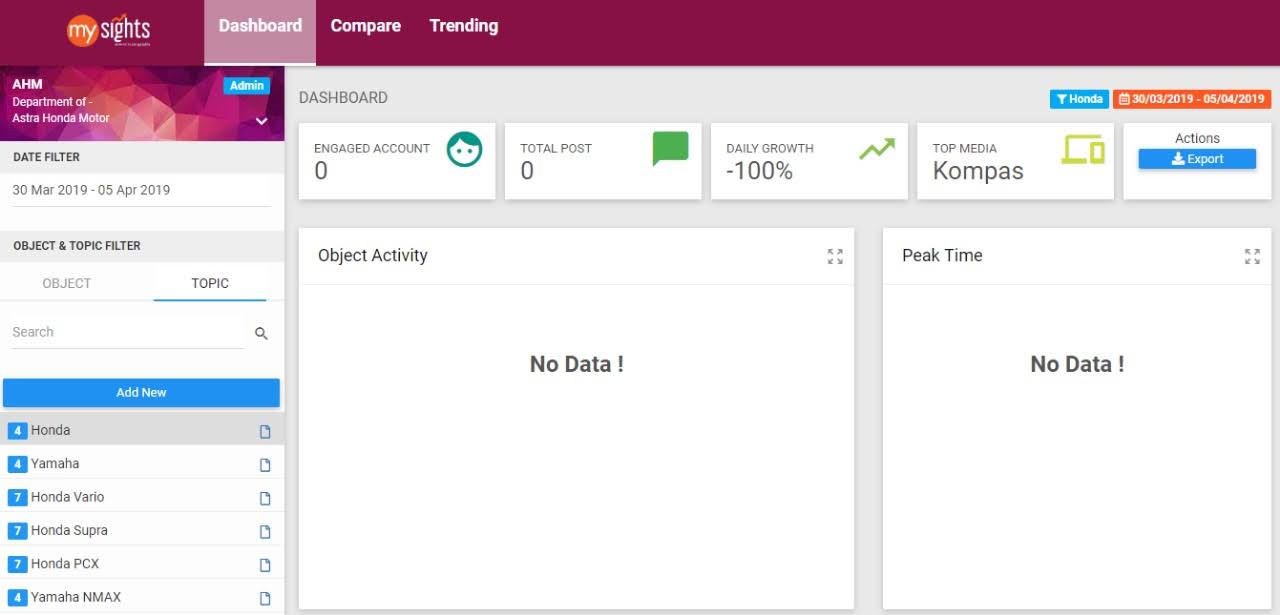 my sights
Dashboard
Compare
Trending
AHM
Admin
Department of -
Astra Honda Motor
DATE FILTER
30 Mar 2019 - 05 Apr 2019
OBJECT & TOPIC FILTER
OBJECT
TOPIC
Search
Add New
4 Honda
4 Yamaha
7 Honda Vario
7 Honda Supra
7 Honda PCX
4 Yamaha NMAX
DASHBOARD
Honda
30/03/2019 - 05/04/2019
ENGAGED ACCOUNT
0
TOTAL POST
0
DAILY GROWTH
-100%
TOP MEDIA
Kompas
Actions
Export
Object Activity
No Data !
Peak Time
No Data !